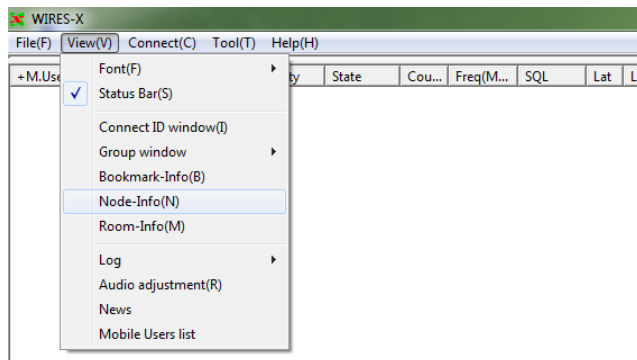 WIRES-X
File(F) View(V) Connect(C) Tool(T) Help(H)
+M.Use ty State Cou... Freq(M... SQL Lat L
Font(F)
Status Bar(S)
Connect ID window(I)
Group window
Bookmark-Info(B)
Node-Info(N)
Room-Info(M)
Log
Audio adjustment(R)
News
Mobile Users list